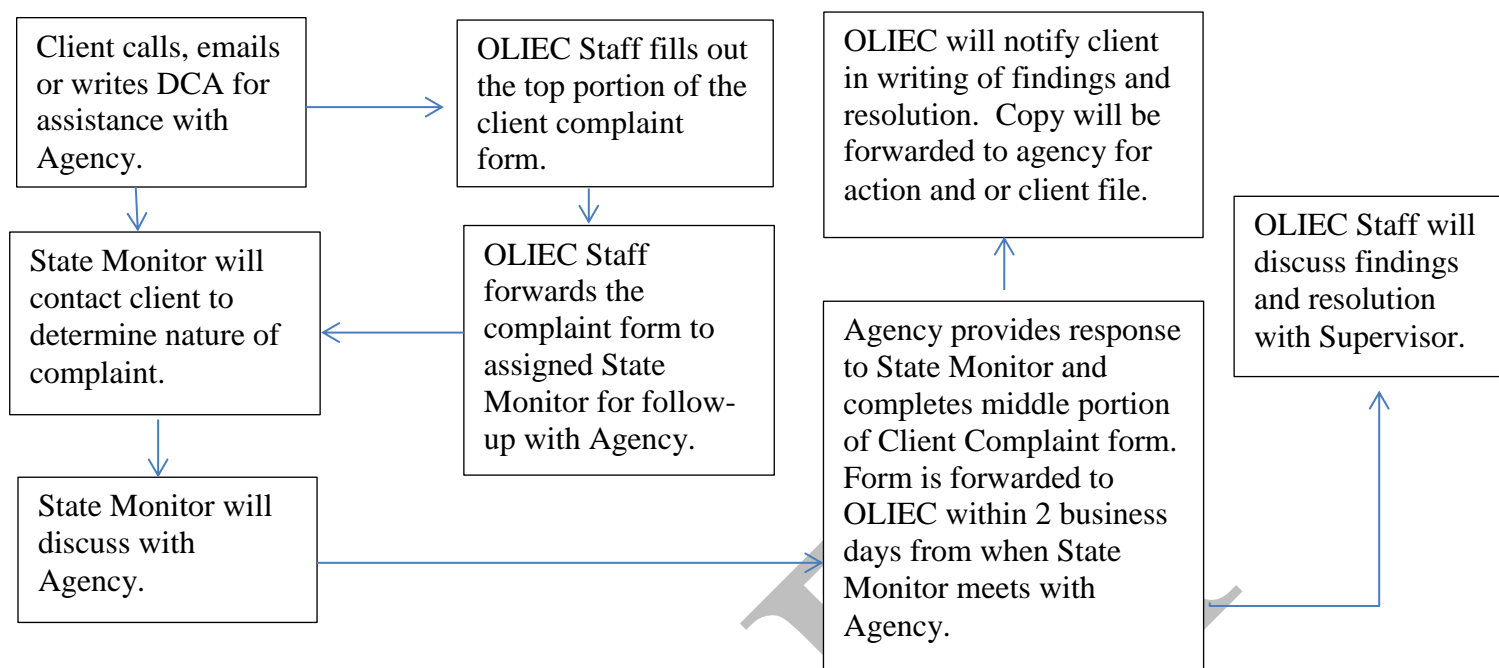 Client calls, emails
or writes DCA for
assistance with
Agency.
OLIEC Staff fills out
the top portion of the
client complaint
form.
State Monitor will
contact client to
determine nature of
complaint.
OLIEC Staff
forwards the
complaint form to
assigned State
Monitor for follow-
up with Agency.
State Monitor will
discuss with
Agency.
OLIEC will notify client
in writing of findings and
resolution.  Copy will be
forwarded to agency for
action and or client file.
Agency provides response
to State Monitor and
completes middle portion
of Client Complaint form.
Form is forwarded to
OLIEC within 2 business
days from when State
Monitor meets with
Agency.
OLIEC Staff will
discuss findings
and resolution
with Supervisor.